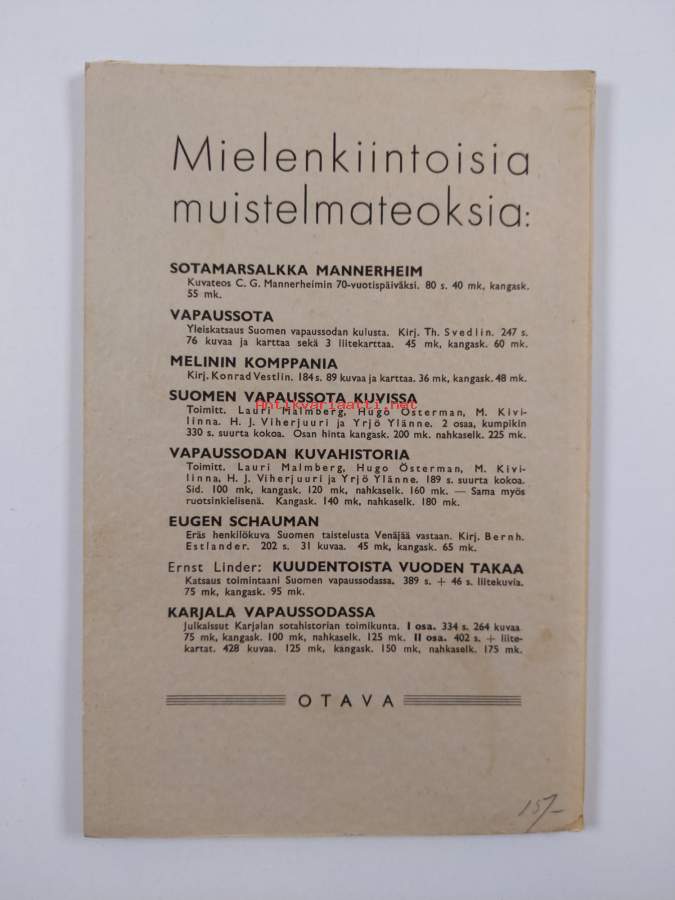 Mielenkiintoisia
muistelmateoksia:
SOTAMARSALKKA MANNERHEIM
Kuvateos C. G. Mannerheimin 70-vuotispäiväksi. 80 s. 40 mk, kangask.
55 mk.
VAPAUSSOTA
Yleiskatsaus Suomen vapaussodan kulusta. Kirj. Th. Svedlin. 247 s.
76 kuvaa ja karttaa sekä 3 liitekarttaa. 45 mk, kangask. 60 mk.
MELININ KOMPPANIA
Kirj. Konrad Vestlin. 184 s. 89 kuvaa ja karttaa. 36 mk, kangask. 48 mk.
SUOMEN VAPAUSSOTA KUVISSA
Antikvariaatti.net
Toimitt. Lauri Malmberg, Hugo Österman, M. Kivi-
linna. H. J. Viherjuuri ja Yrjö Ylänne. 2 osaa, kumpikin
330 s. suurta kokoa. Osan hinta kangask. 200 mk. nahkaselk. 225 mk.
VAPAUSSODAN KUVAHISTORIA
Toimitt. Lauri Malmberg, Hugo Österman, M. Kivi-
linna, H. J. Viherjuuri ja Yrjö Ylänne. 189 s. suurta kokoa.
Sid. 100 mk, kangask. 120 mk, nahkaselk. 160 mk. — Sama myös
ruotsinkielisenä. Kangask. 140 mk, nahkaselk. 180 mk.
EUGEN SCHAUMAN
Eräs henkilökuva Suomen taistelusta Venäjää vastaan. Kirj. Bernh.
Estlander. 202 s. 31 kuvaa. 45 mk, kangask. 65 mk.
Ernst Linder: KUUDENTOISTA VUODEN TAKAA
Katsaus toimintaani Suomen vapaussodassa. 389 s. + 46 s. liitekuvia.
75 mk, kangask. 95 mk.
KARJALA VAPAUSSODASSA
Julkaissut Karjalan sotahistorian toimikunta. I osa. 334 s. 264 kuvaa
75 mk, kangask. 100 mk, nahkaselk. 125 mk. II osa. 402 s. + liite-
kartat. 428 kuvaa. 125 mk, kangask. 150 mk, nahkaselk. 175 mk.
OTAVA
15/-